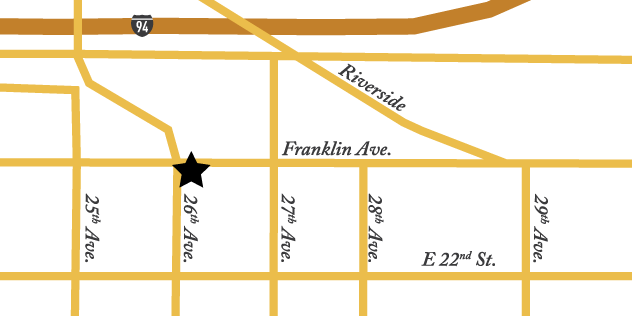 94
Riverside
Franklin Ave.
25th Ave.
26th Ave.
27th Ave.
28th Ave.
29th Ave.
E 22nd St.